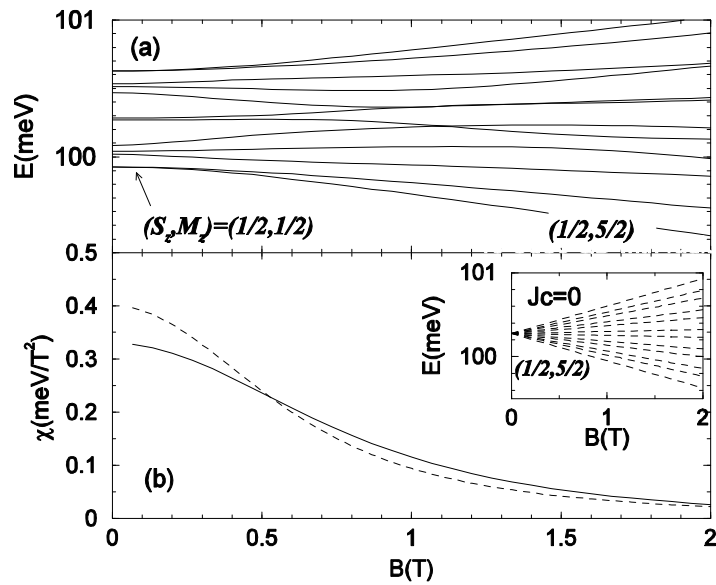 101
(a)
E(meV)
100
(S_z,M_z)=(1/2,1/2)
(1/2,5/2)
0.5
0.4
0.3
0.2
0.1
0
χ(meV/T²)
(b)
101
Jc=0
E(meV)
100
(1/2,5/2)
0 1 2
B(T)
0 0.5 1 1.5 2
B(T)